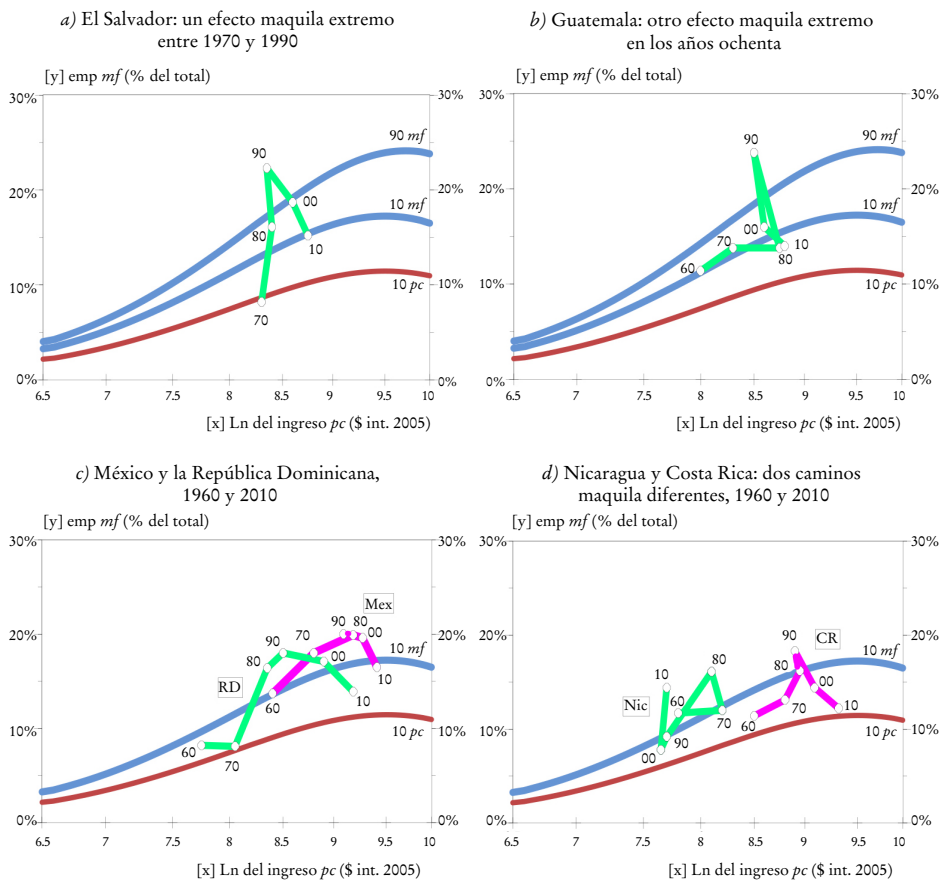 a) El Salvador: un efecto maquila extremo
entre 1970 y 1990
[y] emp mf (% del total)
30%
30%
90 mf
90
20%
20%
00
10 mf
80
10
10%
10%
10 pc
70
0%
0%
6.5 7 7.5 8 8.5 9 9.5 10
[x] Ln del ingreso pc ($ int. 2005)
b) Guatemala: otro efecto maquila extremo
en los años ochenta
[y] emp mf (% del total)
30%
90 mf
90
20%
10 mf
70 00 10
60 80
10%
10 pc
0%
6.5 7 7.5 8 8.5 9 9.5 10
[x] Ln del ingreso pc ($ int. 2005)
c) México y la República Dominicana,
1960 y 2010
[y] emp mf (% del total)
30%
30%
Mex
90 80
00
20%
20%
90 70
10 mf
80 00
RD
10
60 10
10%
10%
60
10 pc
70
0%
0%
6.5 7 7.5 8 8.5 9 9.5 10
[x] Ln del ingreso pc ($ int. 2005)
d) Nicaragua y Costa Rica: dos caminos
maquila diferentes, 1960 y 2010
[y] emp mf (% del total)
30%
90 CR
20%
10 mf
10 80 80 00
Nic 60
70 60 70 10
10%
00 90
10 pc
0%
6.5 7 7.5 8 8.5 9 9.5 10
[x] Ln del ingreso pc ($ int. 2005)